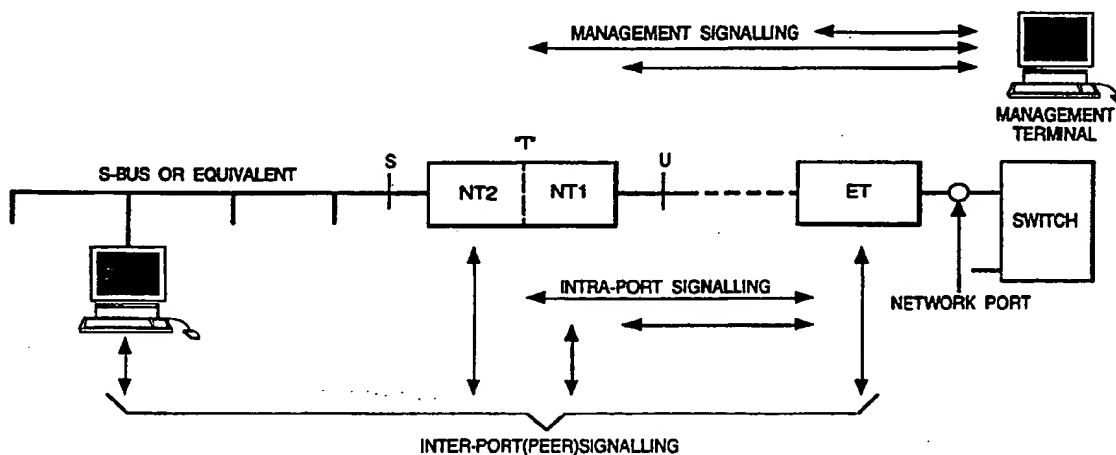 MANAGEMENT SIGNALLING
MANAGEMENT
TERMINAL
S-BUS OR EQUIVALENT
S
"T"
U
NT2
NT1
ET
SWITCH
INTRA-PORT SIGNALLING
NETWORK PORT
INTER-PORT(PEER)SIGNALLING